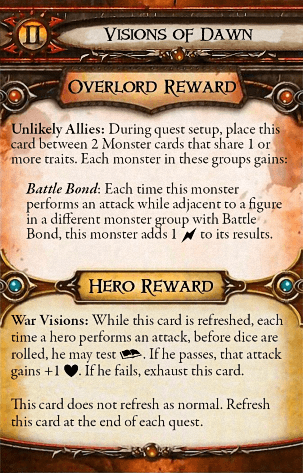 II
VISIONS OF DAWN
OVERLORD REWARD
Unlikely Allies: During quest setup, place this
card between 2 Monster cards that share 1 or
more traits. Each monster in these groups gains:
Battle Bond: Each time this monster
performs an attack while adjacent to a figure
in a different monster group with Battle
Bond, this monster adds 1 to its results.
HERO REWARD
War Visions: While this card is refreshed, each
time a hero performs an attack, before dice are
rolled, he may test . If he passes, that attack
gains +1 . If he fails, exhaust this card.
This card does not refresh as normal. Refresh
this card at the end of each quest.